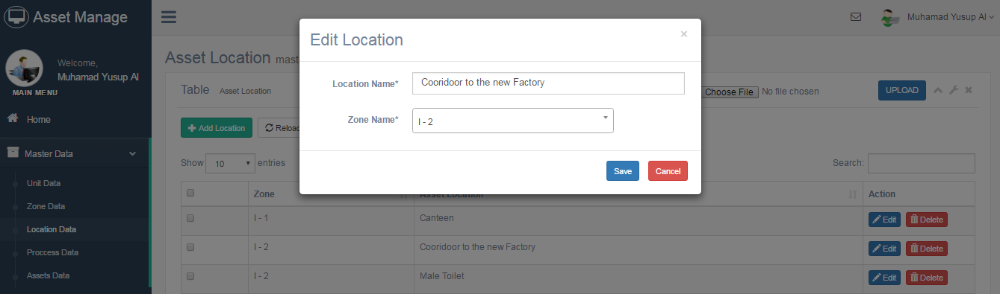 Asset Manage
Muhamad Yusup Al
Welcome,
Muhamad Yusup Al
MAIN MENU
Home
Master Data
Unit Data
Zone Data
Location Data
Proccess Data
Assets Data
Asset Location
Table Asset Location
Choose File No file chosen
UPLOAD
Add Location
Show 10 entries
Search:
Zone Asset Location Action
I - 1 Canteen Edit Delete
I - 2 Cooridoor to the new Factory Edit Delete
I - 2 Male Toilet Edit Delete
Edit Location
×
Location Name* Cooridoor to the new Factory
Zone Name* I - 2
Save Cancel